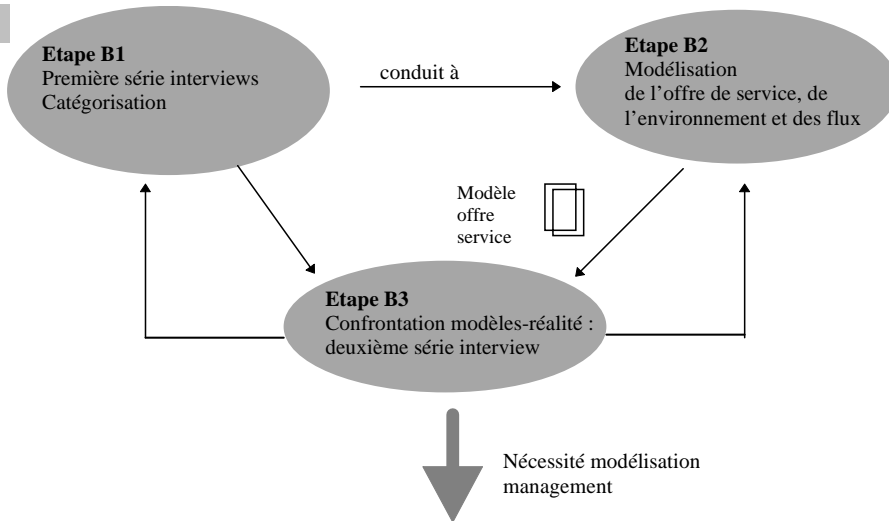 Etape B1
Première série interviews
Catégorisation
conduit à
Etape B2
Modélisation
de l'offre de service, de
l'environnement et des flux
Modèle
offre
service
Etape B3
Confrontation modèles-réalité :
deuxième série interview
Nécessité modélisation
management